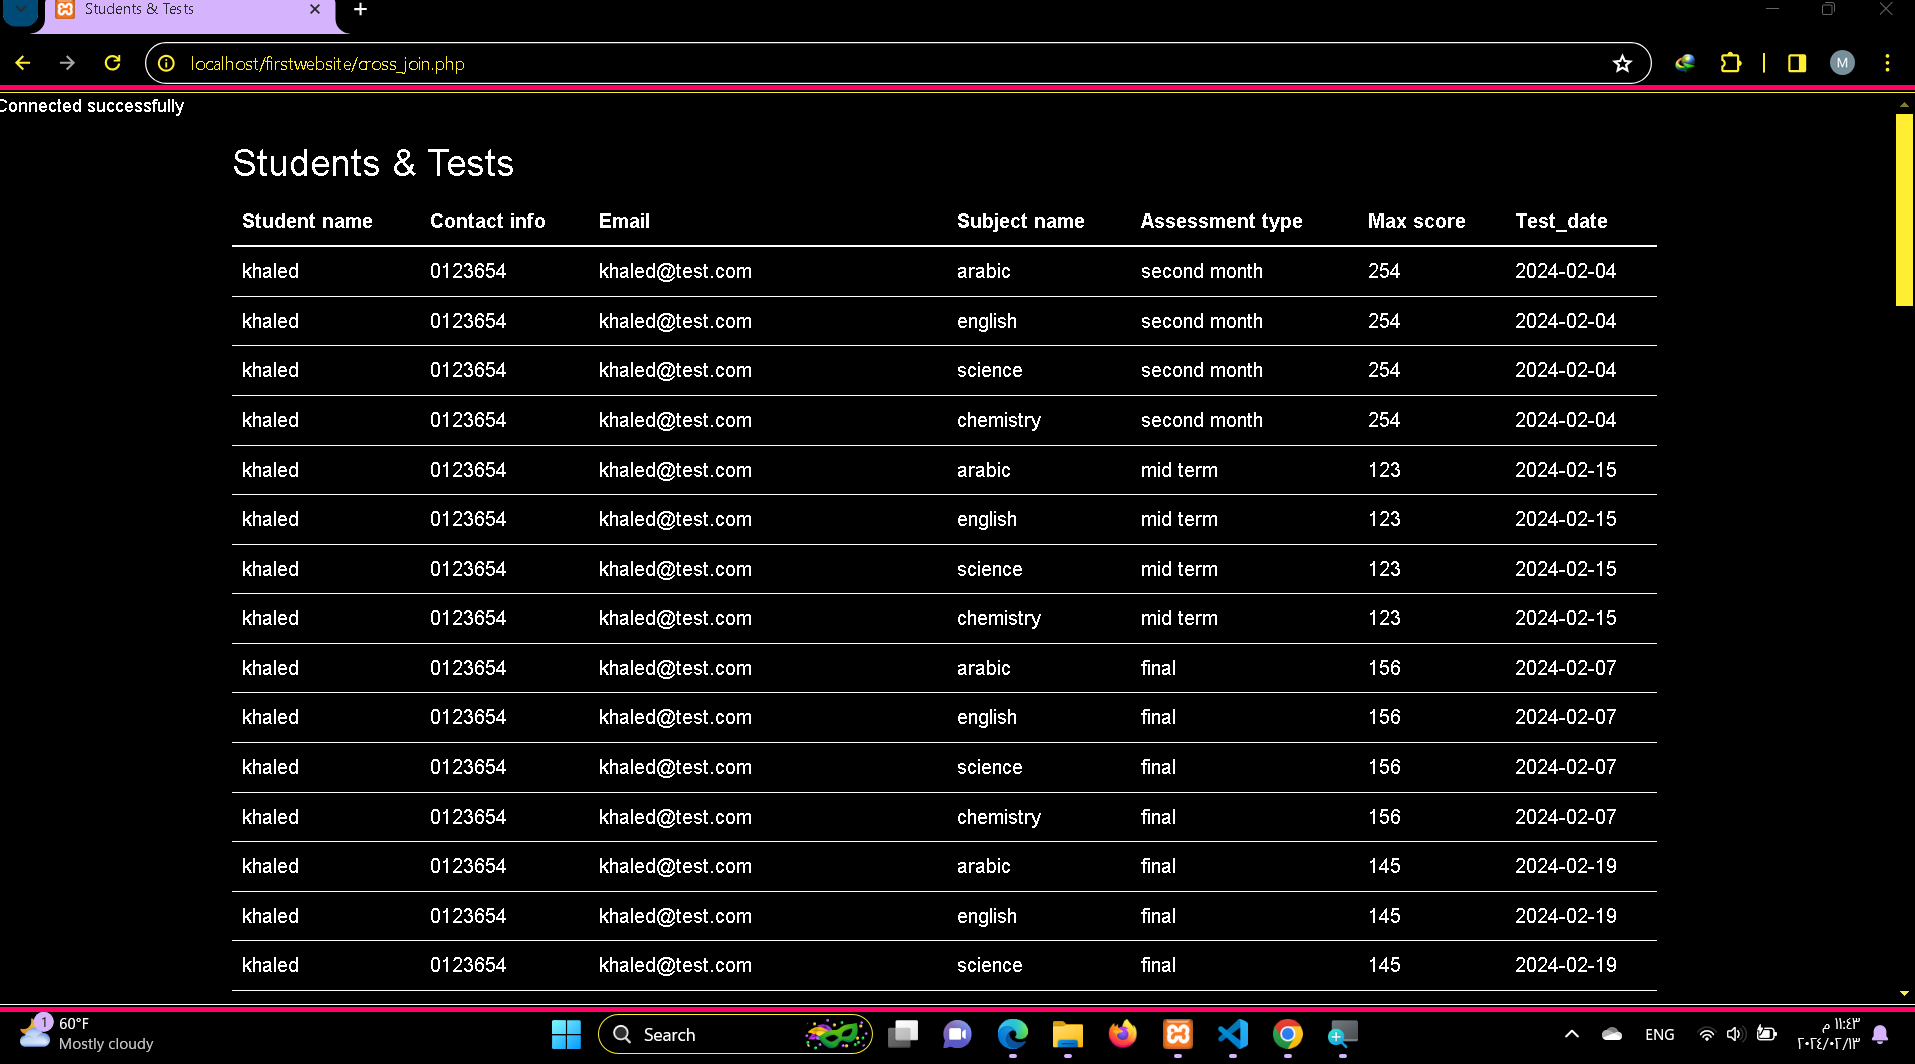 Students & Tests
localhost/firstwebsite/cross_join.php
M
Connected successfully
Students & Tests
Student name Contact info Email Subject name Assessment type Max score Test_date
khaled 0123654 khaled@test.com arabic second month 254 2024-02-04
khaled 0123654 khaled@test.com english second month 254 2024-02-04
khaled 0123654 khaled@test.com science second month 254 2024-02-04
khaled 0123654 khaled@test.com chemistry second month 254 2024-02-04
khaled 0123654 khaled@test.com arabic mid term 123 2024-02-15
khaled 0123654 khaled@test.com english mid term 123 2024-02-15
khaled 0123654 khaled@test.com science mid term 123 2024-02-15
khaled 0123654 khaled@test.com chemistry mid term 123 2024-02-15
khaled 0123654 khaled@test.com arabic final 156 2024-02-07
khaled 0123654 khaled@test.com english final 156 2024-02-07
khaled 0123654 khaled@test.com science final 156 2024-02-07
khaled 0123654 khaled@test.com chemistry final 156 2024-02-07
khaled 0123654 khaled@test.com arabic final 145 2024-02-19
khaled 0123654 khaled@test.com english final 145 2024-02-19
khaled 0123654 khaled@test.com science final 145 2024-02-19
1 60°F
Mostly cloudy
Search
ENG
١١:٤٣ م
٢٠٢٤/٠٢/١٣